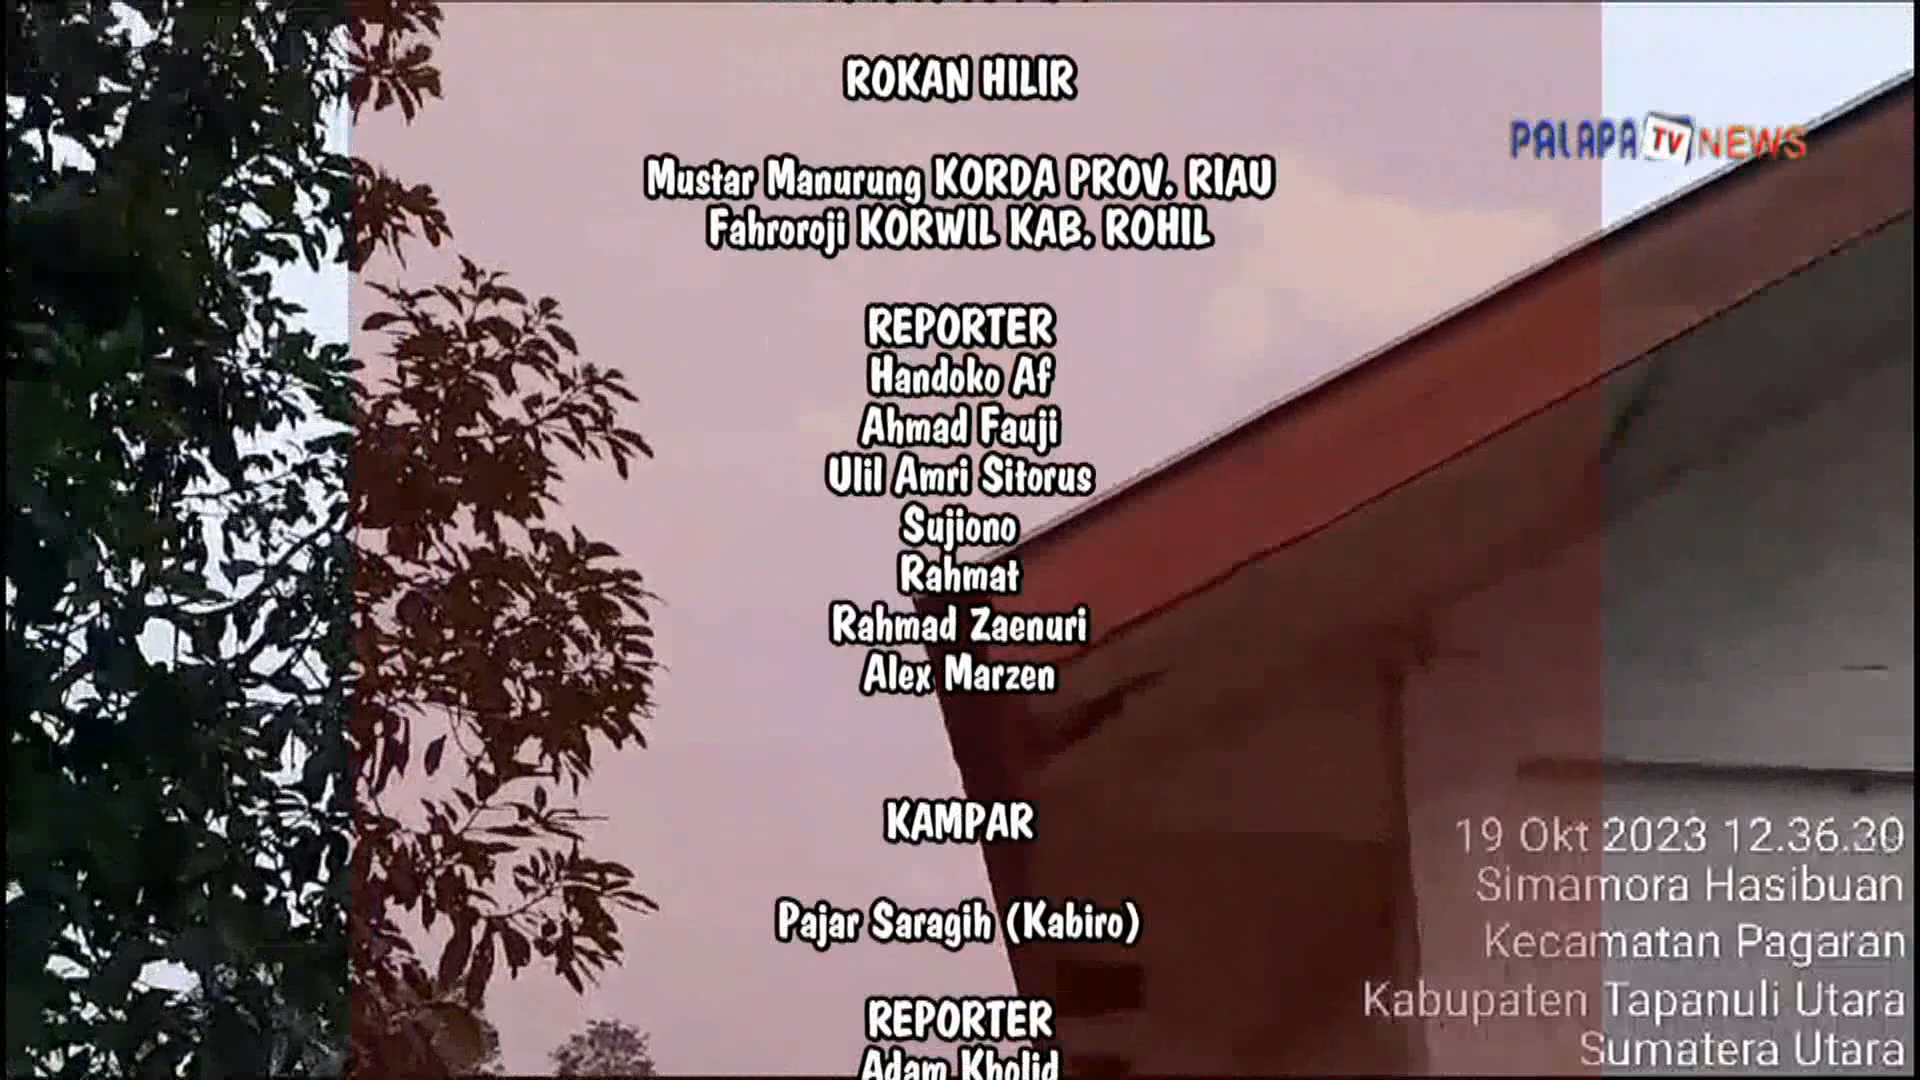 ROKAN HILIR
PALAPA TV NEWS
Mustar Manurung KORDA PROV. RIAU
Fahroroji KORWIL KAB. ROHIL
REPORTER
Handoko Af
Ahmad Fauji
Ulil Amri Sitorus
Sujiono
Rahmat
Rahmad Zaenuri
Alex Marzen
KAMPAR
Pajar Saragih (Kabiro)
REPORTER
Adam Kholid
19 Okt 2023 12.36.30
Simamora Hasibuan
Kecamatan Pagaran
Kabupaten Tapanuli Utara
Sumatera Utara